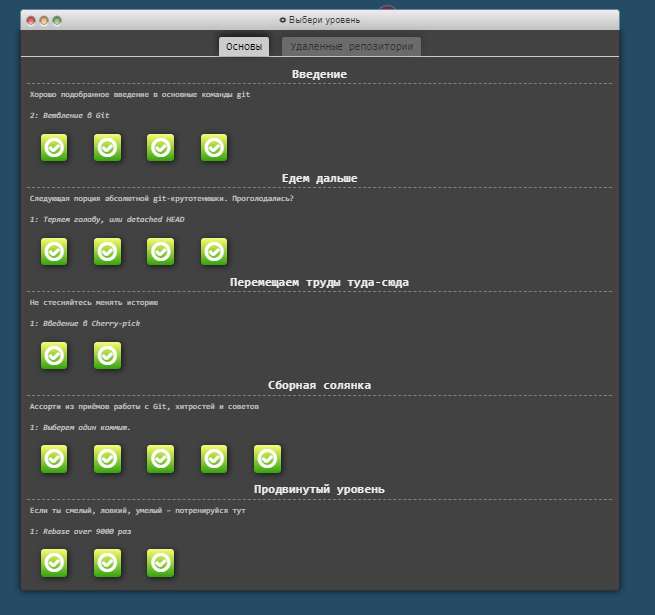 Выбери уровень
Основы
Удаленные репозитории
Введение
Хорошо подобранное введение в основные команды git
2: Ветвление в Git
Едем дальше
Следующая порция абсолютной git-крутотенюшки. Проголодались?
1: Теряем голову, или detached HEAD
Перемещаем труды туда-сюда
Не стесняйтесь менять историю
1: Введение в Cherry-pick
Сборная солянка
Ассорти из приёмов работы с Git, хитростей и советов
1: Выберем один коммит.
Продвинутый уровень
Если ты смелый, ловкий, умелый – потренируйся тут
1: Rebase over 9000 раз